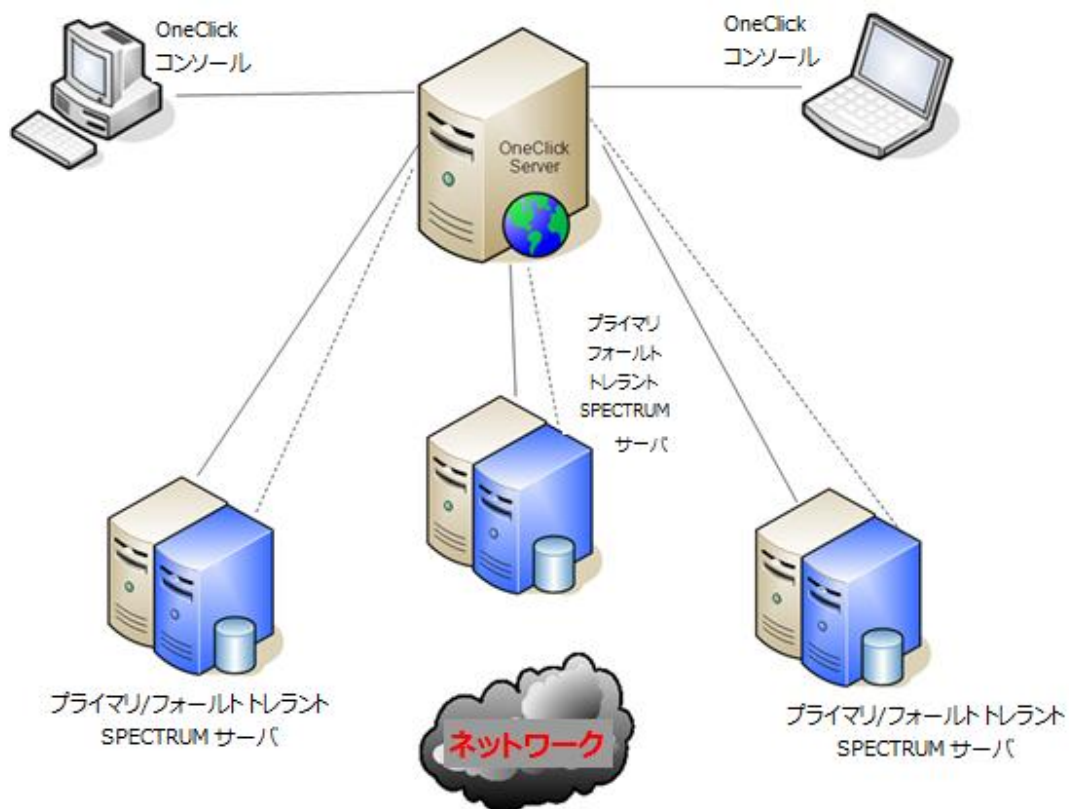 OneClick
コンソール
OneClick
コンソール
OneClick
Server
プライマリ
フォールト
トレラント
SPECTRUM
サーバ
プライマリ/フォールトトレラント
SPECTRUM サーバ
プライマリ/フォールトトレラント
SPECTRUM サーバ
ネットワーク